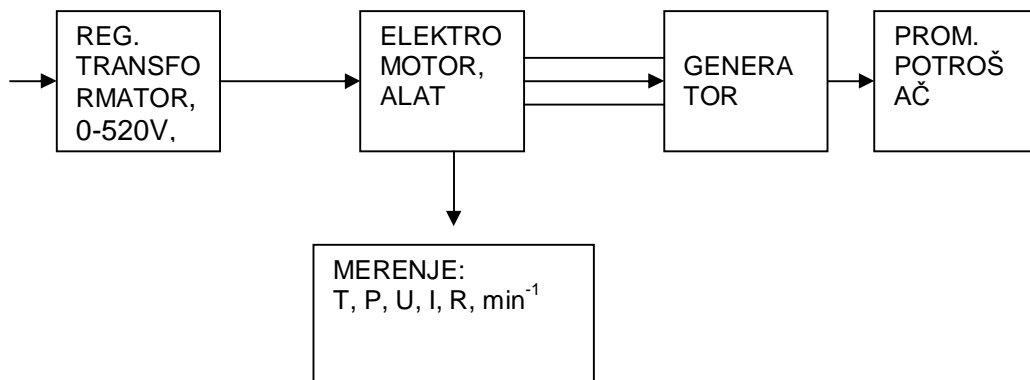 REG.
TRANSFO
RMATOR,
0-520V,
ELEKTRO
MOTOR,
ALAT
GENERA
TOR
PROM.
POTROŠ
AČ
MERENJE:
T, P, U, I, R, min⁻¹